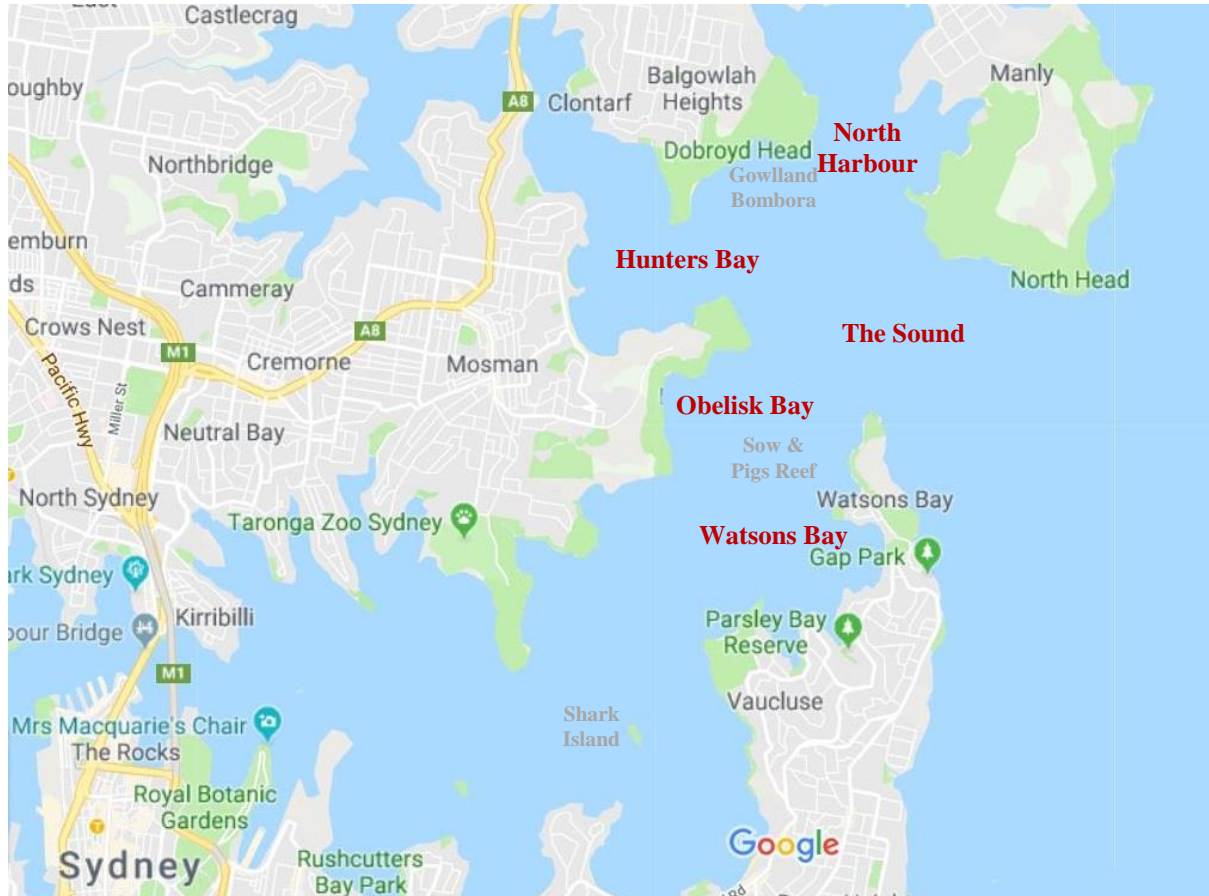 Castlecrag
oughby
A8
Clontarf
Balgowlah
Heights
Manly
Northbridge
Dobroyd Head
North
Harbour
Gowlland
Bombora
emburn
ds
Hunters Bay
North Head
Cammeray
Crows Nest
M1
A8
The Sound
Cremorne
Mosman
Pacific Hwy
Miller St
Neutral Bay
Obelisk Bay
Sow &
Pigs Reef
North Sydney
Taronga Zoo Sydney
Watsons Bay
Watsons Bay
Gap Park
ark Sydney
Kirribilli
our Bridge
Parsley Bay
Reserve
M1
Vaucluse
Shark
Island
Mrs Macquarie's Chair
The Rocks
Royal Botanic
Gardens
Google
Sydney
Rushcutters
Bay Park